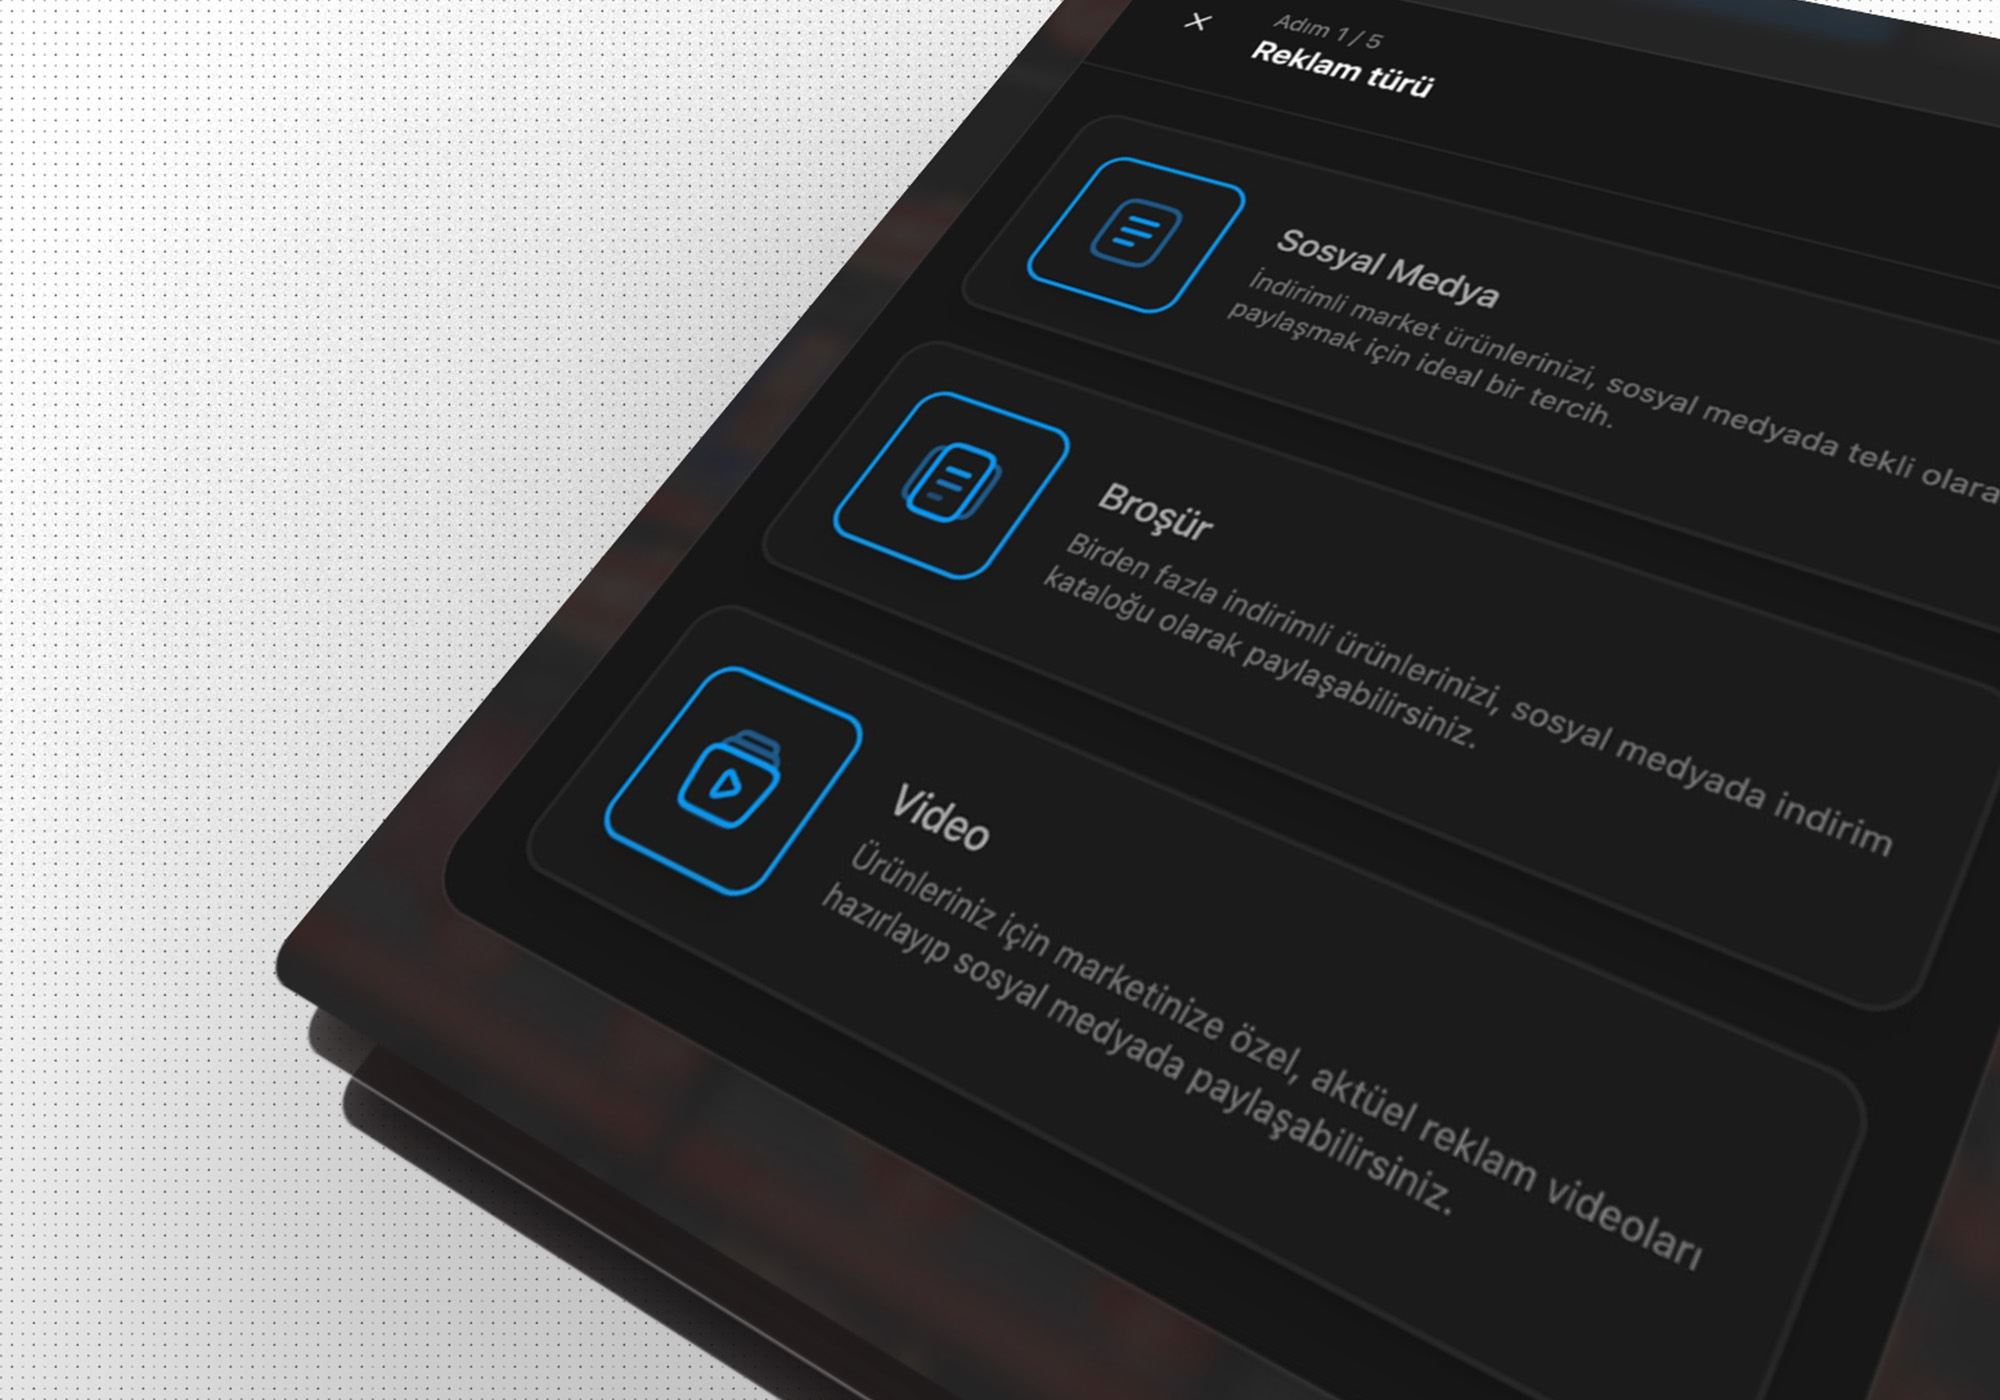 Adım 1 / 5
Reklam türü
Sosyal Medya
İndirimli market ürünlerinizi, sosyal medyada tekli
paylaşmak için ideal bir tercih.
Broşür
Birden fazla indirimli ürünlerinizi, sosyal medyada indirim
kataloğu olarak paylaşabilirsiniz.
Video
Ürünleriniz için marketinize özel, aktüel reklam videoları
hazırlayıp sosyal medyada paylaşabilirsiniz.